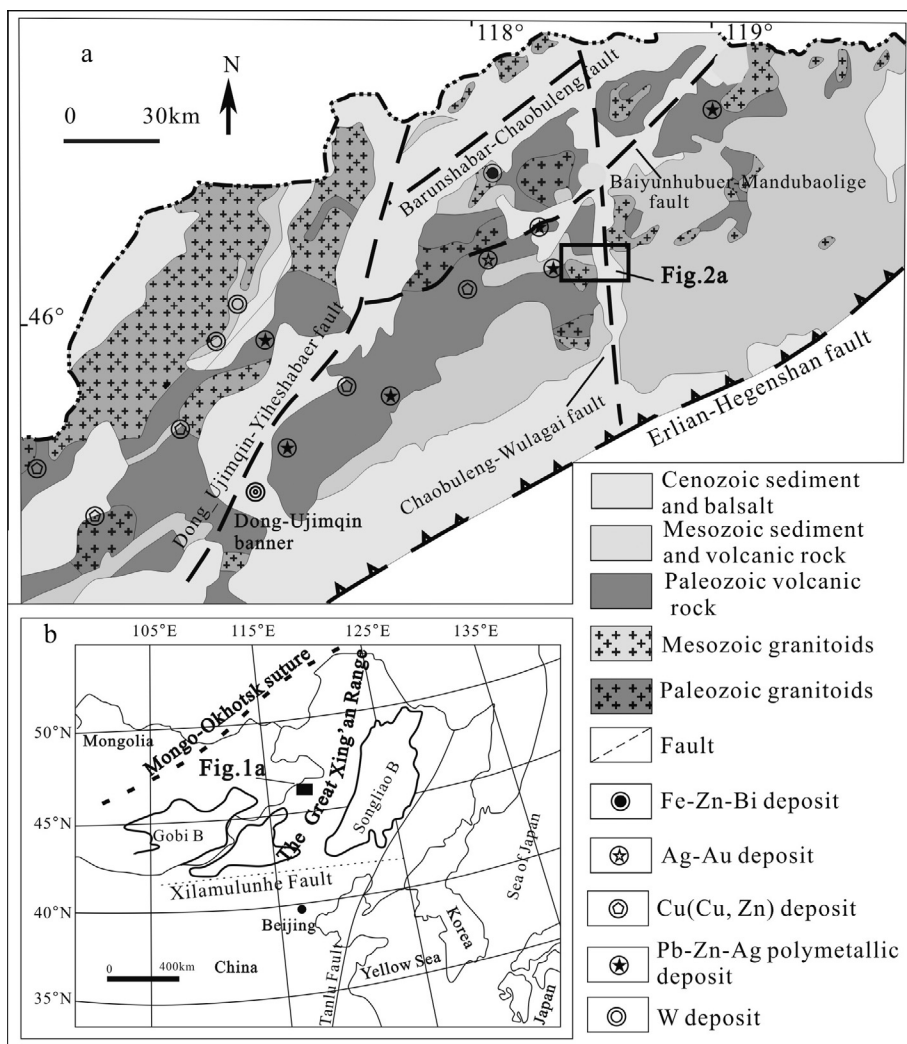 a
118°
119°
N
0 30km
Barunshabar-Chaobuleng fault
Baiyunhubuer-Mandubaolige
fault
Fig.2a
46°
Dong_Ujimqin-Yiheshabaer fault
Chaobuleng-Wulagai fault
Erlian-Hegenshan fault
Dong-Ujimqin
banner
Cenozoic sediment
and balsalt
Mesozoic sediment
and volcanic rock
Paleozoic volcanic
rock
Mesozoic granitoids
Paleozoic granitoids
Fault
Fe-Zn-Bi deposit
Ag-Au deposit
Cu(Cu, Zn) deposit
Pb-Zn-Ag polymetallic
deposit
W deposit
b
105°E
115°E
125°E
135°E
50°N
45°N
40°N
35°N
Mongo-Okhotsk suture
Mongolia
Fig.1a
The Great Xing'an Range
Songliao B
Gobi B
Xilamulunhe Fault
Beijing
Sea of Japan
Korea
0 400km
China
Tanlu Fault
Yellow Sea
Japan